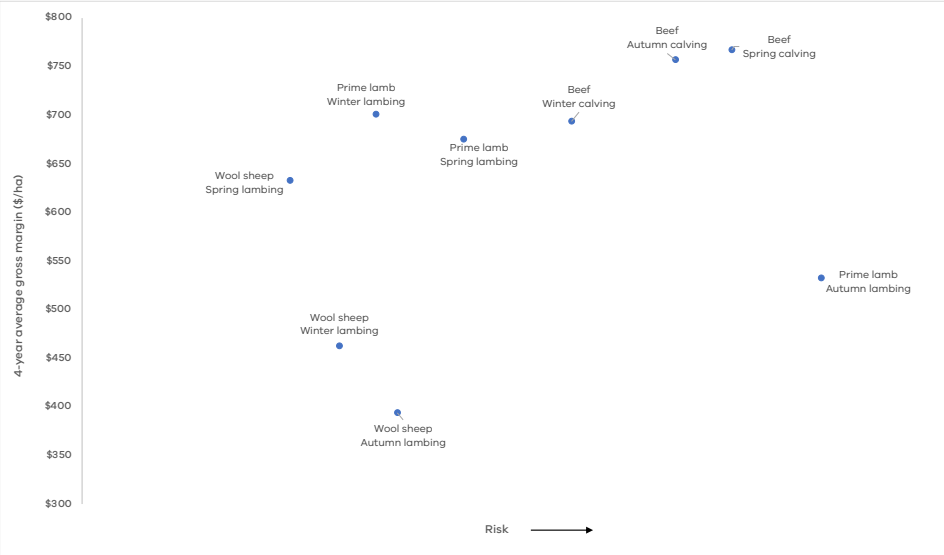 $800
$750
$700
$650
$600
$550
$500
$450
$400
$350
$300
4-year average gross margin ($/ha)
Beef
Autumn calving
Beef
Spring calving
Prime lamb
Winter lambing
Beef
Winter calving
Prime lamb
Spring lambing
Wool sheep
Spring lambing
Prime lamb
Autumn lambing
Wool sheep
Winter lambing
Wool sheep
Autumn lambing
Risk